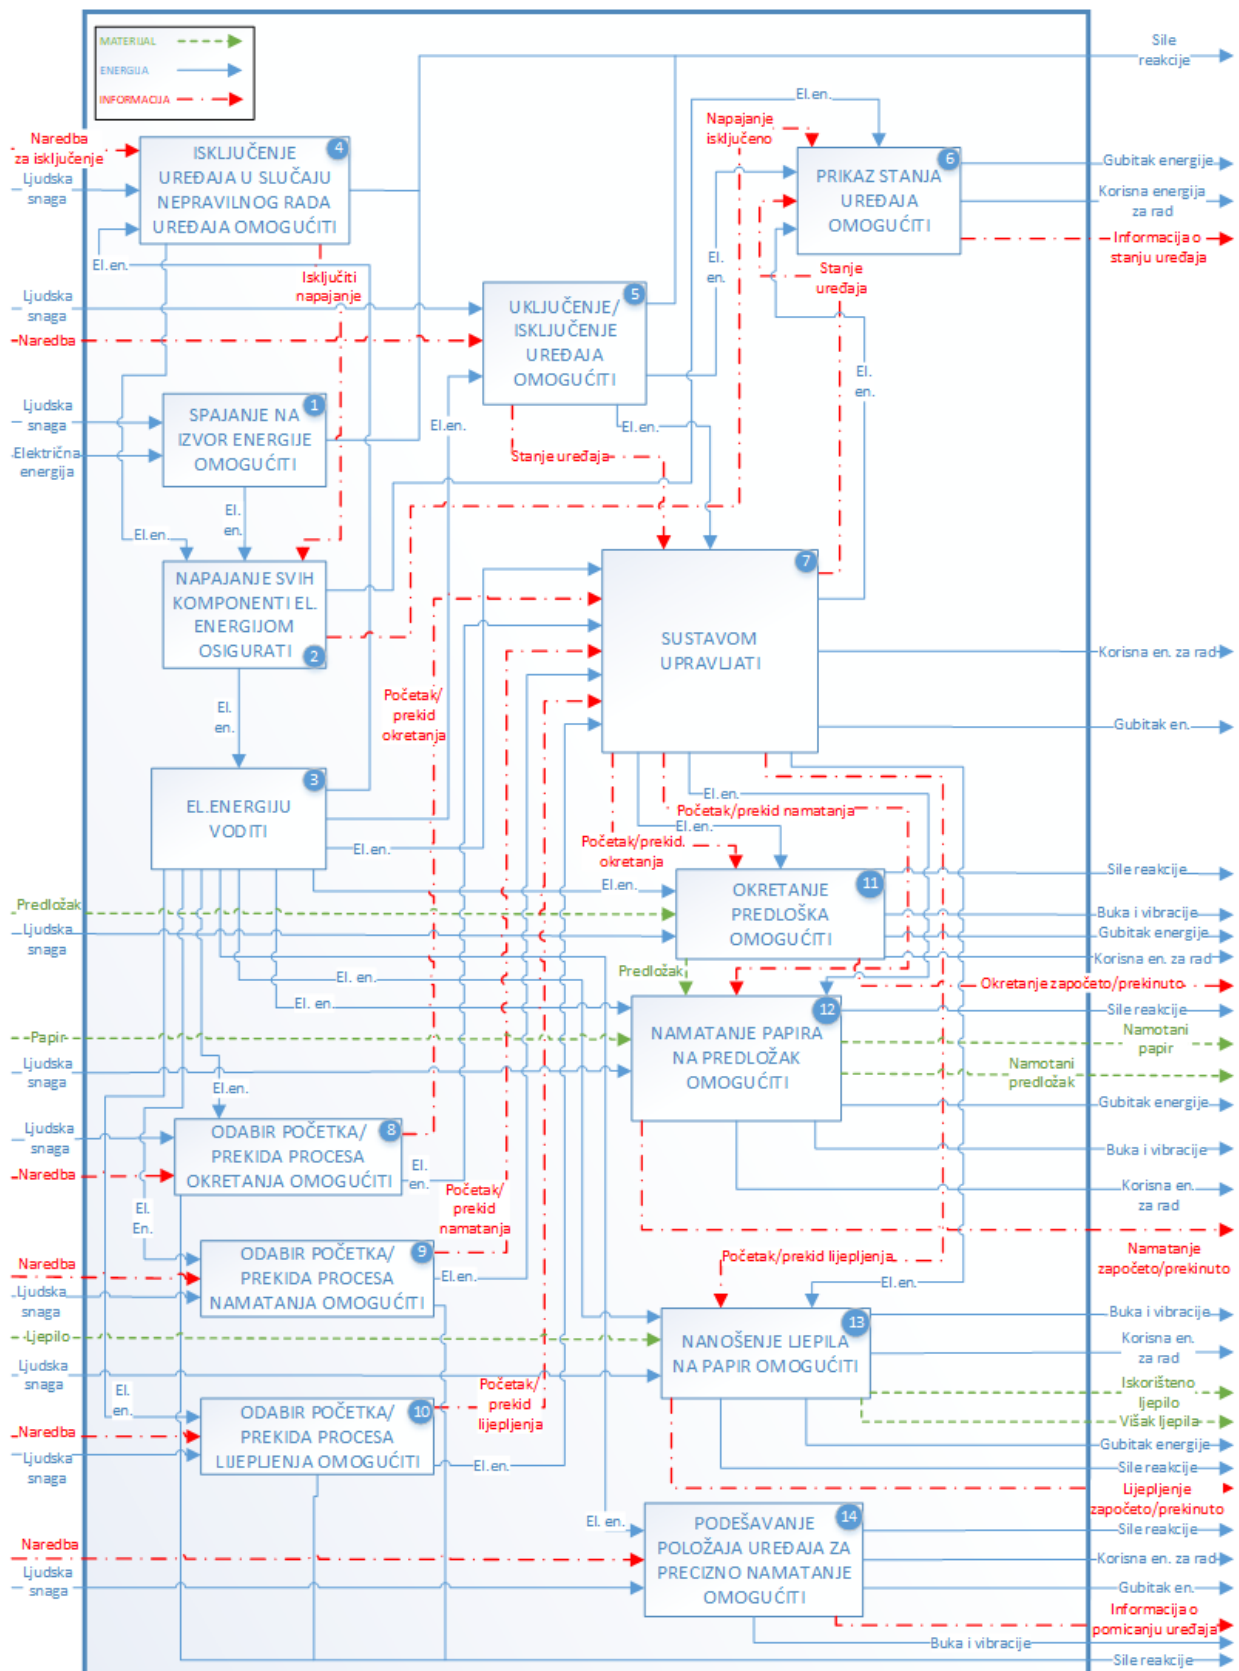 MATERIJAL
ENERGIJA
INFORMACIJA
Sile
reakcije
El.en.
Naredba
za isključenje
Ljudska
snaga
4
ISKLJUČENJE
UREĐAJA U SLUČAJU
NEPRAVILNOG RADA
UREĐAJA OMOGUĆITI
Napajanje
isključeno
6
PRIKAZ STANJA
UREĐAJA
OMOGUĆITI
Gubitak energije
Korisna energija
za rad
Informacija o
stanju uređaja
El.en.
Isključiti
napajanje
El.
en.
Stanje
uređaja
Ljudska
snaga
Naredba
5
UKLJUČENJE/
ISKLJUČENJE
UREĐAJA
OMOGUĆITI
El.
en.
Ljudska
snaga
Električna
energija
1
SPAJANJE NA
IZVOR ENERGIJE
OMOGUĆITI
El.en.
El.en.
Stanje uređaja
El.
en.
El.en.
NAPAJANJE SVIH
KOMPONENTI EL.
ENERGIJOM
OSIGURATI
2
7
SUSTAVOM
UPRAVLJATI
Korisna en. za rad
Gubitak en.
El.
en.
Početak/
prekid
okretanja
3
EL.ENERGIJU
VODITI
El.en.
El.en.
Početak/prekid namatanja
El.en.
Početak/prekid.
okretanja
El.en.
11
OKRETANJE
PREDLOŠKA
OMOGUĆITI
Sile reakcije
Buka i vibracije
Gubitak energije
Korisna en. za rad
Predložak
Ljudska
snaga
Predložak
El. en.
Okretanje započeto/prekinuto
El. en.
12
NAMATANJE PAPIRA
NA PREDLOŽAK
OMOGUĆITI
Sile reakcije
Namotani
papir
Namotani
predložak
Gubitak energije
Buka i vibracije
Korisna en.
za rad
Namatanje
započeto/prekinuto
Papir
Ljudska
snaga
El.en.
Ljudska
snaga
Naredba
8
ODABIR POČETKA/
PREKIDA PROCESA
OKRETANJA OMOGUĆITI
El.
en.
Početak/
prekid
namatanja
El.
En.
Naredba
Ljudska
snaga
9
ODABIR POČETKA/
PREKIDA PROCESA
NAMATANJA OMOGUĆITI
El.en.
Početak/prekid lijepljenja
El.en.
Ljepilo
Ljudska
snaga
13
NANOŠENJE LJEPILA
NA PAPIR OMOGUĆITI
Buka i vibracije
Korisna en.
za rad
Iskorišteno
ljepilo
Višak ljepila
Gubitak energije
Sile reakcije
Lijepljenje
započeto/prekinuto
El.
en.
Početak/
prekid
lijepljenja
Naredba
Ljudska
snaga
10
ODABIR POČETKA/
PREKIDA PROCESA
LIJEPLJENJA OMOGUĆITI
El.en.
El. en.
Naredba
Ljudska
snaga
14
PODEŠAVANJE
POLOŽAJA UREĐAJA ZA
PRECIZNO NAMATANJE
OMOGUĆITI
Sile reakcije
Korisna en. za rad
Gubitak en.
Informacija o
pomicanju uređaja
Buka i vibracije
Sile reakcije